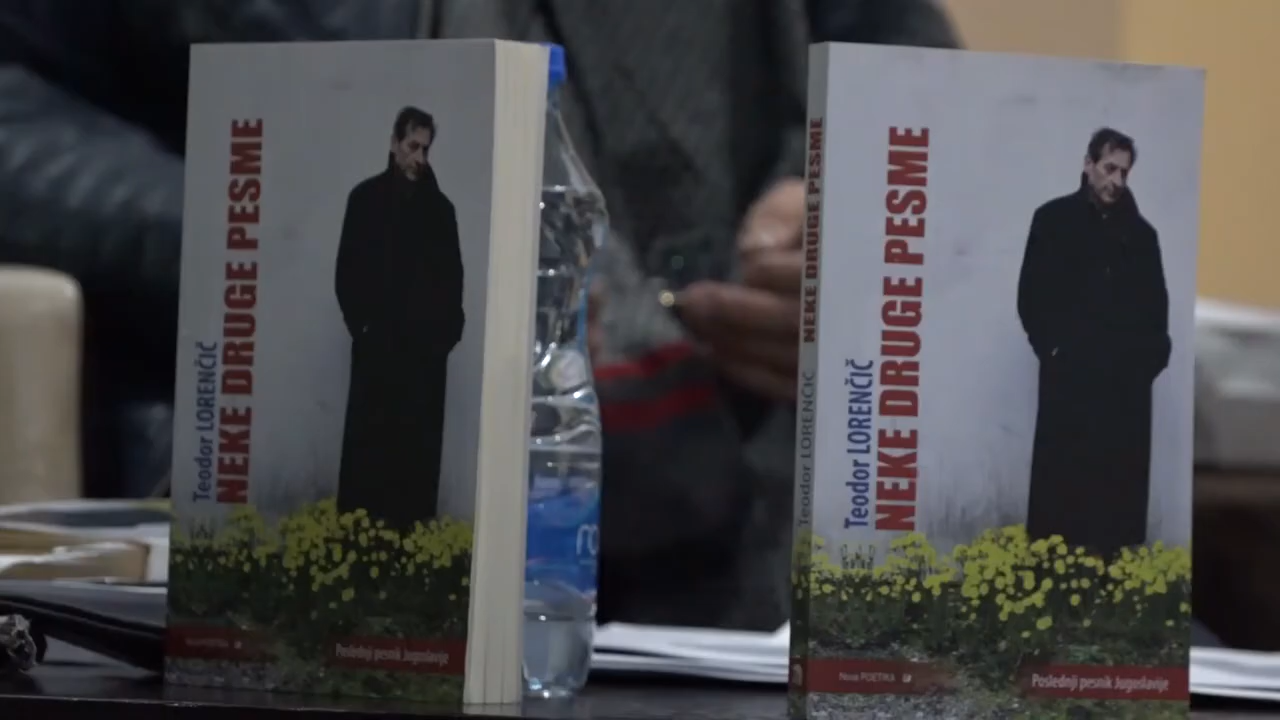 Teodor LORENČIĆ
NEKE DRUGE PESME
Poslednji pesnik Jugoslavije
NEKE DRUGE PESME
Teodor LORENČIĆ
Teodor LORENČIĆ
NEKE DRUGE PESME
Nova POETIKA
Poslednji pesnik Jugoslavije